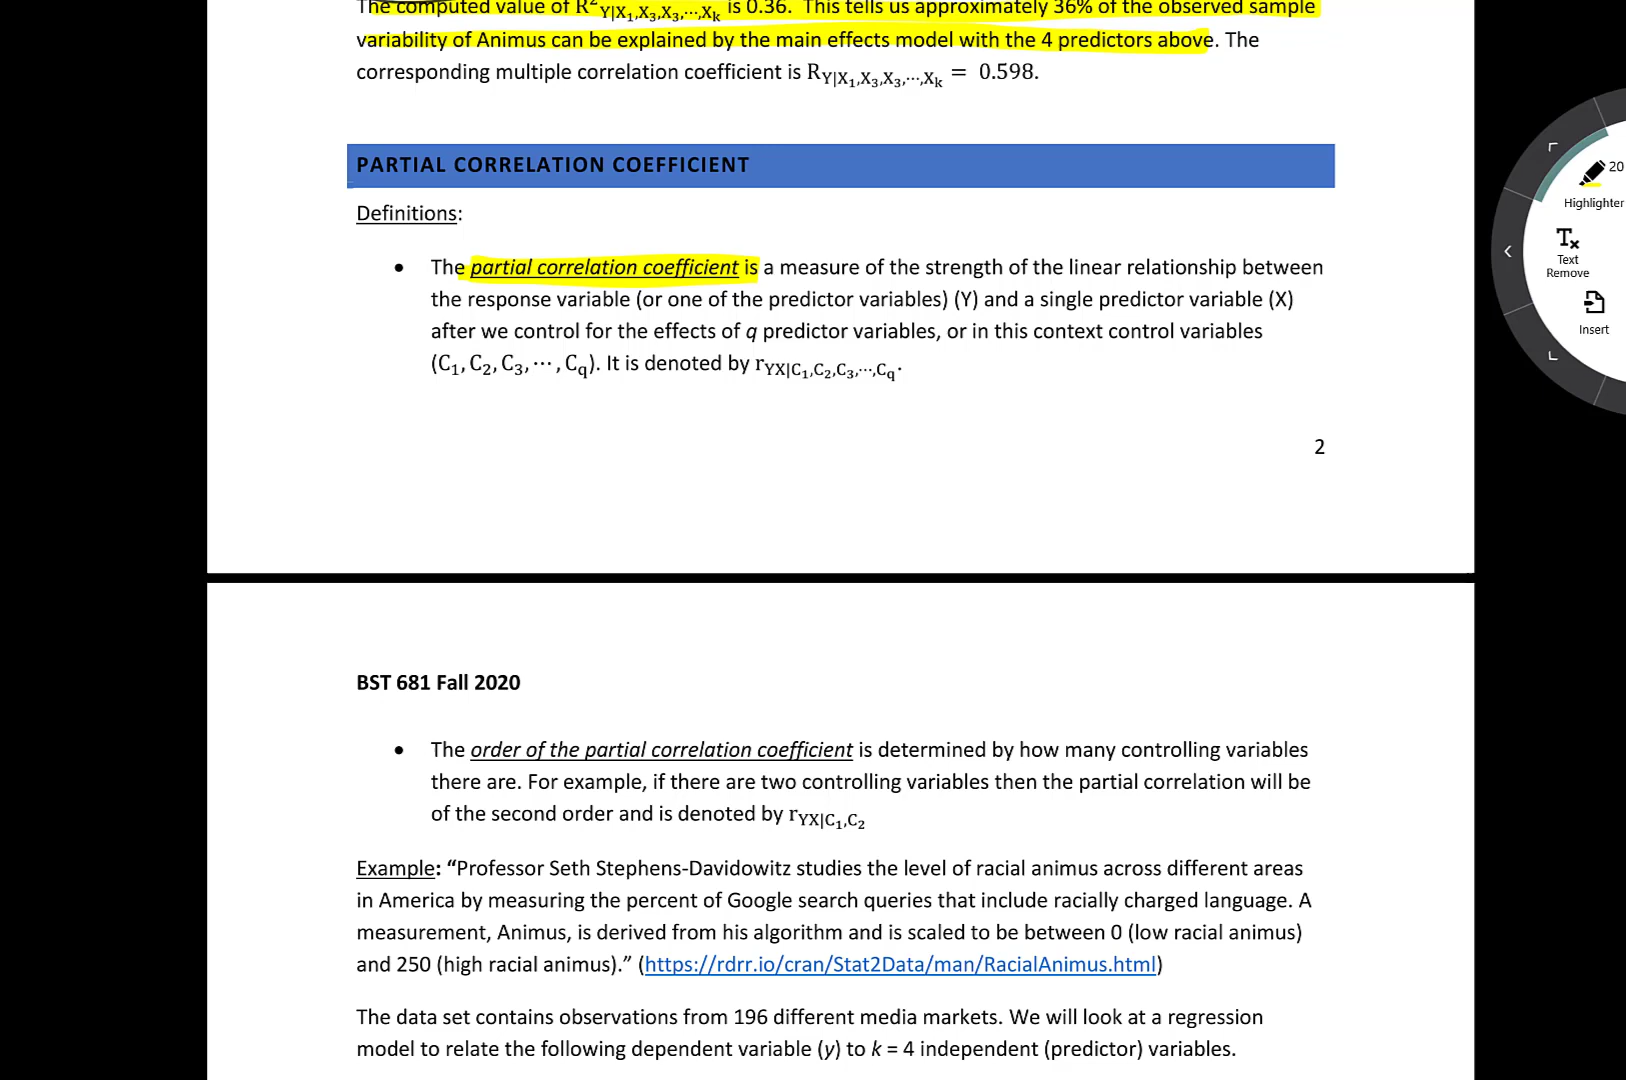 The computed value of R²Y|X₁,X₃,X₃,⋯,Xₖ is 0.36. This tells us approximately 36% of the observed sample
variability of Animus can be explained by the main effects model with the 4 predictors above. The
corresponding multiple correlation coefficient is RY|X₁,X₃,X₃,⋯,Xₖ = 0.598.
PARTIAL CORRELATION COEFFICIENT
Definitions:
• The partial correlation coefficient is a measure of the strength of the linear relationship between
the response variable (or one of the predictor variables) (Y) and a single predictor variable (X)
after we control for the effects of q predictor variables, or in this context control variables
(C₁, C₂, C₃, ⋯ , Cq). It is denoted by rYX|C₁,C₂,C₃,⋯,Cq.
2
BST 681 Fall 2020
• The order of the partial correlation coefficient is determined by how many controlling variables
there are. For example, if there are two controlling variables then the partial correlation will be
of the second order and is denoted by rYX|C₁,C₂
Example: “Professor Seth Stephens-Davidowitz studies the level of racial animus across different areas
in America by measuring the percent of Google search queries that include racially charged language. A
measurement, Animus, is derived from his algorithm and is scaled to be between 0 (low racial animus)
and 250 (high racial animus).” (https://rdrr.io/cran/Stat2Data/man/RacialAnimus.html)
The data set contains observations from 196 different media markets. We will look at a regression
model to relate the following dependent variable (y) to k = 4 independent (predictor) variables.
20
Highlighter
Tx
Text
Remove
Insert